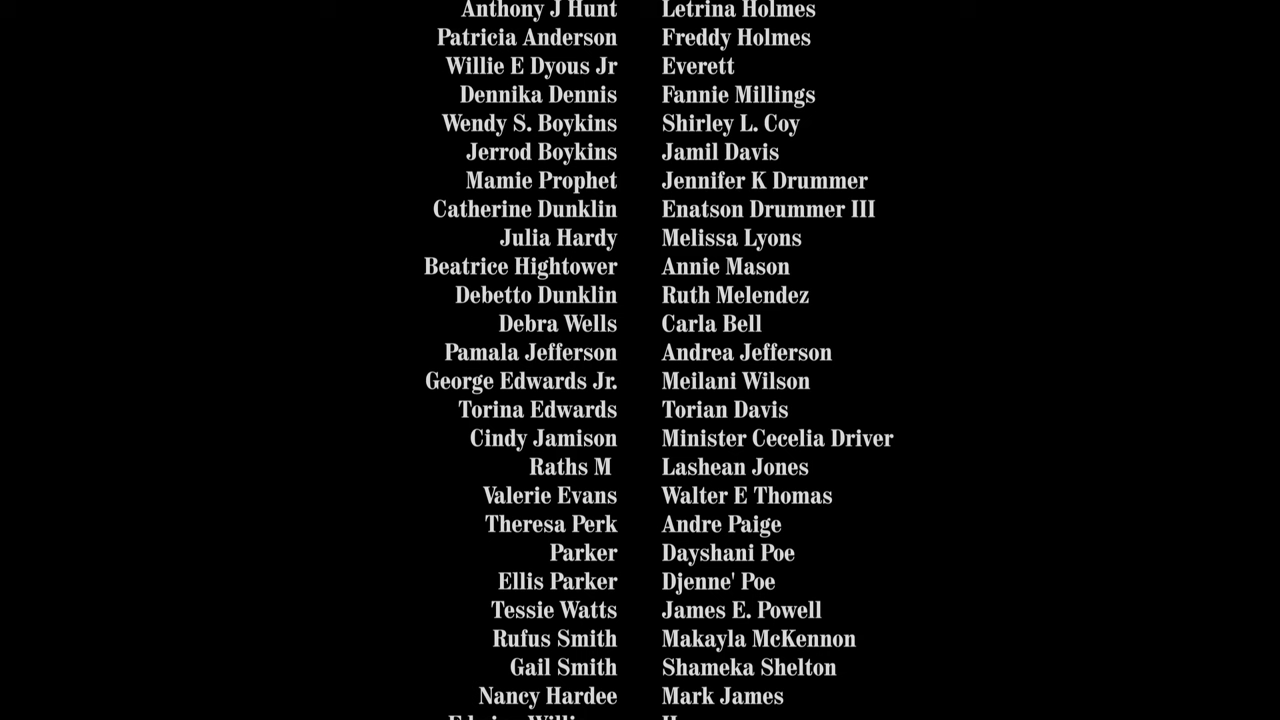 Anthony J Hunt Letrina Holmes
Patricia Anderson Freddy Holmes
Willie E Dyous Jr Everett
Dennika Dennis Fannie Millings
Wendy S. Boykins Shirley L. Coy
Jerrod Boykins Jamil Davis
Mamie Prophet Jennifer K Drummer
Catherine Dunklin Enatson Drummer III
Julia Hardy Melissa Lyons
Beatrice Hightower Annie Mason
Debetto Dunklin Ruth Melendez
Debra Wells Carla Bell
Pamala Jefferson Andrea Jefferson
George Edwards Jr. Meilani Wilson
Torina Edwards Torian Davis
Cindy Jamison Minister Cecelia Driver
Raths M Lashean Jones
Valerie Evans Walter E Thomas
Theresa Perk Andre Paige
Parker Dayshani Poe
Ellis Parker Djenne' Poe
Tessie Watts James E. Powell
Rufus Smith Makayla McKennon
Gail Smith Shameka Shelton
Nancy Hardee Mark James